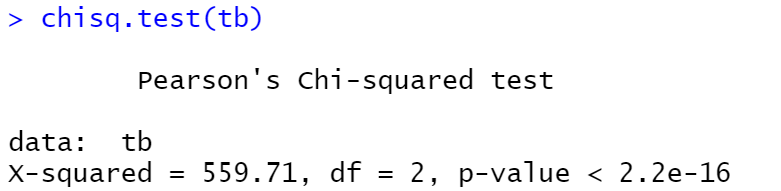 > chisq.test(tb)
Pearson's Chi-squared test
data:  tb
X-squared = 559.71, df = 2, p-value < 2.2e-16